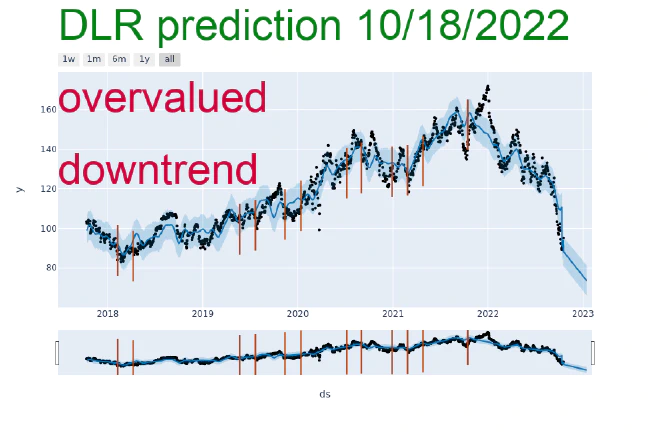 DLR prediction 10/18/2022
1w 1m 6m 1y all
overvalued
downtrend
160
140
120
100
80
y
2018 2019 2020 2021 2022 2023
ds